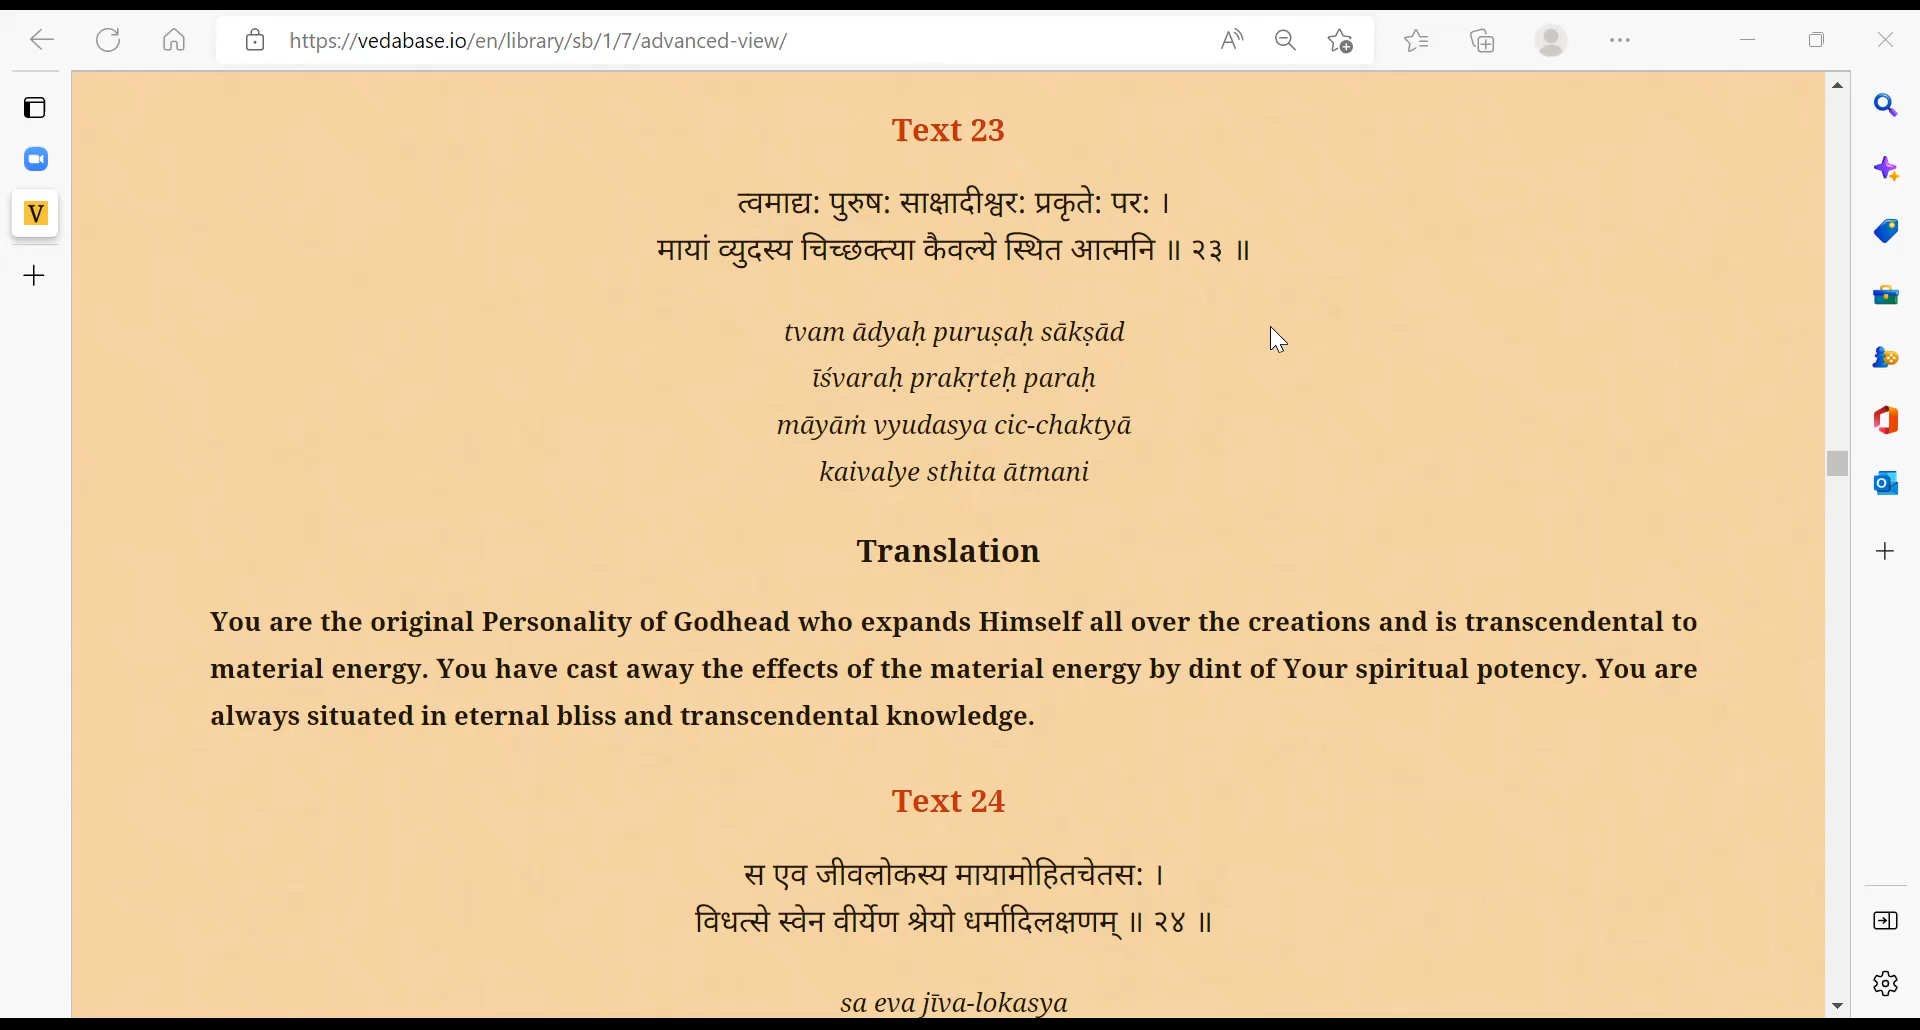 https://vedabase.io/en/library/sb/1/7/advanced-view/
Text 23
त्वमाद्य: पुरुष: साक्षादीश्वर: प्रकृते: पर: ।
मायां व्युदस्य चिच्छक्त्या कैवल्ये स्थित आत्मनि ॥ २३ ॥
tvam ādyaḥ puruṣaḥ sākṣād
īśvaraḥ prakṛteḥ paraḥ
māyāṁ vyudasya cic-chaktyā
kaivalye sthita ātmani
Translation
You are the original Personality of Godhead who expands Himself all over the creations and is transcendental to
material energy. You have cast away the effects of the material energy by dint of Your spiritual potency. You are
always situated in eternal bliss and transcendental knowledge.
Text 24
स एव जीवलोकस्य मायामोहितचेतस: ।
विधत्से स्वेन वीर्येण श्रेयो धर्मादिलक्षणम् ॥ २४ ॥
sa eva jīva-lokasya